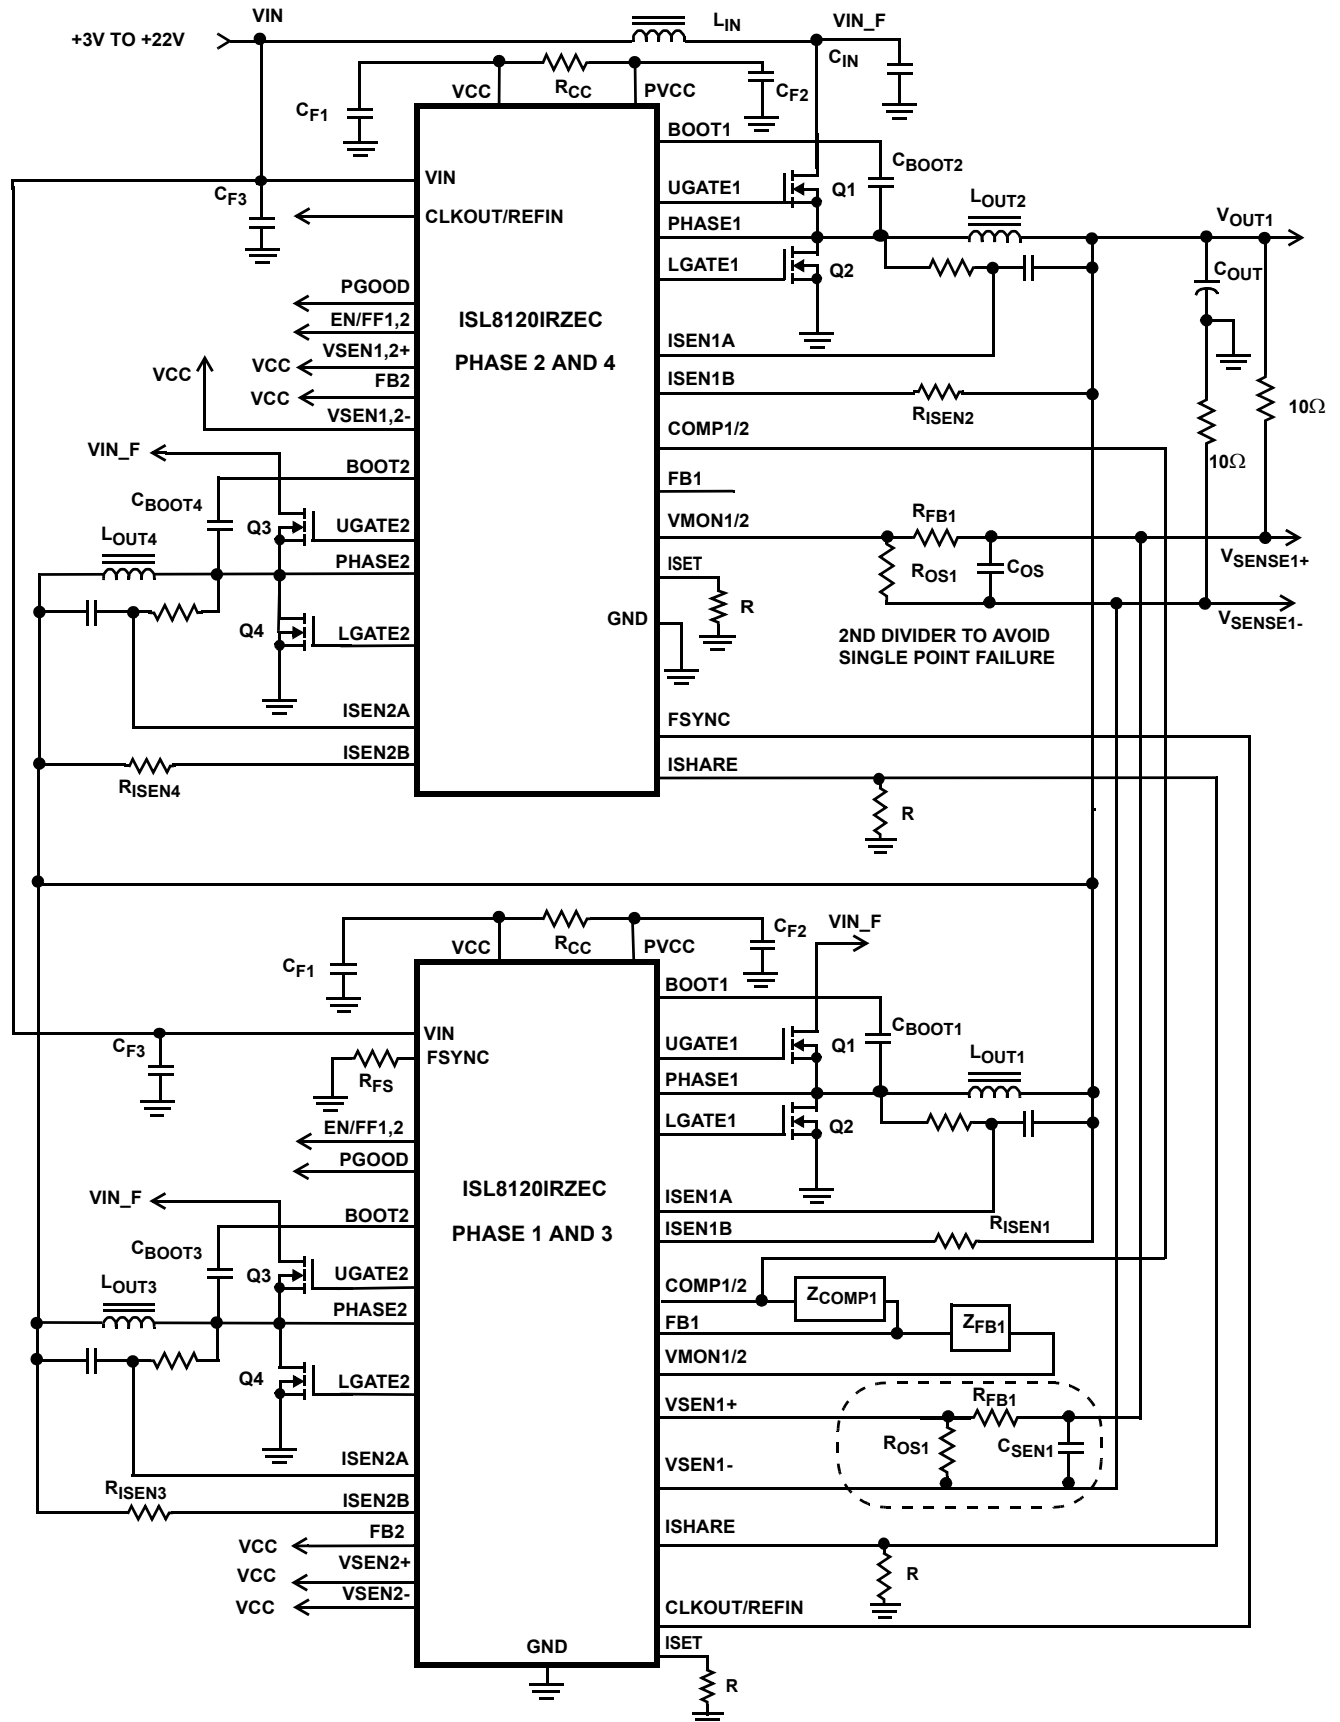 VIN
LIN
VIN_F
+3V TO +22V
CIN
VCC
RCC
PVCC
CF1
CF2
BOOT1
CBOOT2
VIN
CF3
UGATE1
Q1
LOUT2
CLKOUT/REFIN
PHASE1
VOUT1
LGATE1
Q2
COUT
PGOOD
EN/FF1,2
ISL8120IRZEC
VSEN1,2+
VCC
ISEN1A
PHASE 2 AND 4
VCC
FB2
VCC
ISEN1B
RISEN2
10Ω
VSEN1,2-
COMP1/2
VIN_F
10Ω
BOOT2
FB1
CBOOT4
Q3
UGATE2
VMON1/2
RFB1
LOUT4
PHASE2
ISET
ROS1
COS
VSENSE1+
R
GND
Q4
LGATE2
VSENSE1-
2ND DIVIDER TO AVOID
SINGLE POINT FAILURE
ISEN2A
FSYNC
ISEN2B
ISHARE
RISEN4
R
VCC
RCC
PVCC
CF2
VIN_F
CF1
BOOT1
CBOOT1
VIN
CF3
FSYNC
UGATE1
Q1
LOUT1
RFS
PHASE1
EN/FF1,2
LGATE1
Q2
PGOOD
ISL8120IRZEC
VIN_F
ISEN1A
BOOT2
PHASE 1 AND 3
ISEN1B
RISEN1
CBOOT3
Q3
UGATE2
COMP1/2
ZCOMP1
LOUT3
PHASE2
FB1
ZFB1
VMON1/2
Q4
LGATE2
VSEN1+
RFB1
ROS1
CSEN1
ISEN2A
VSEN1-
RISEN3
ISEN2B
ISHARE
FB2
VCC
VSEN2+
VCC
R
VSEN2-
VCC
CLKOUT/REFIN
GND
ISET
R